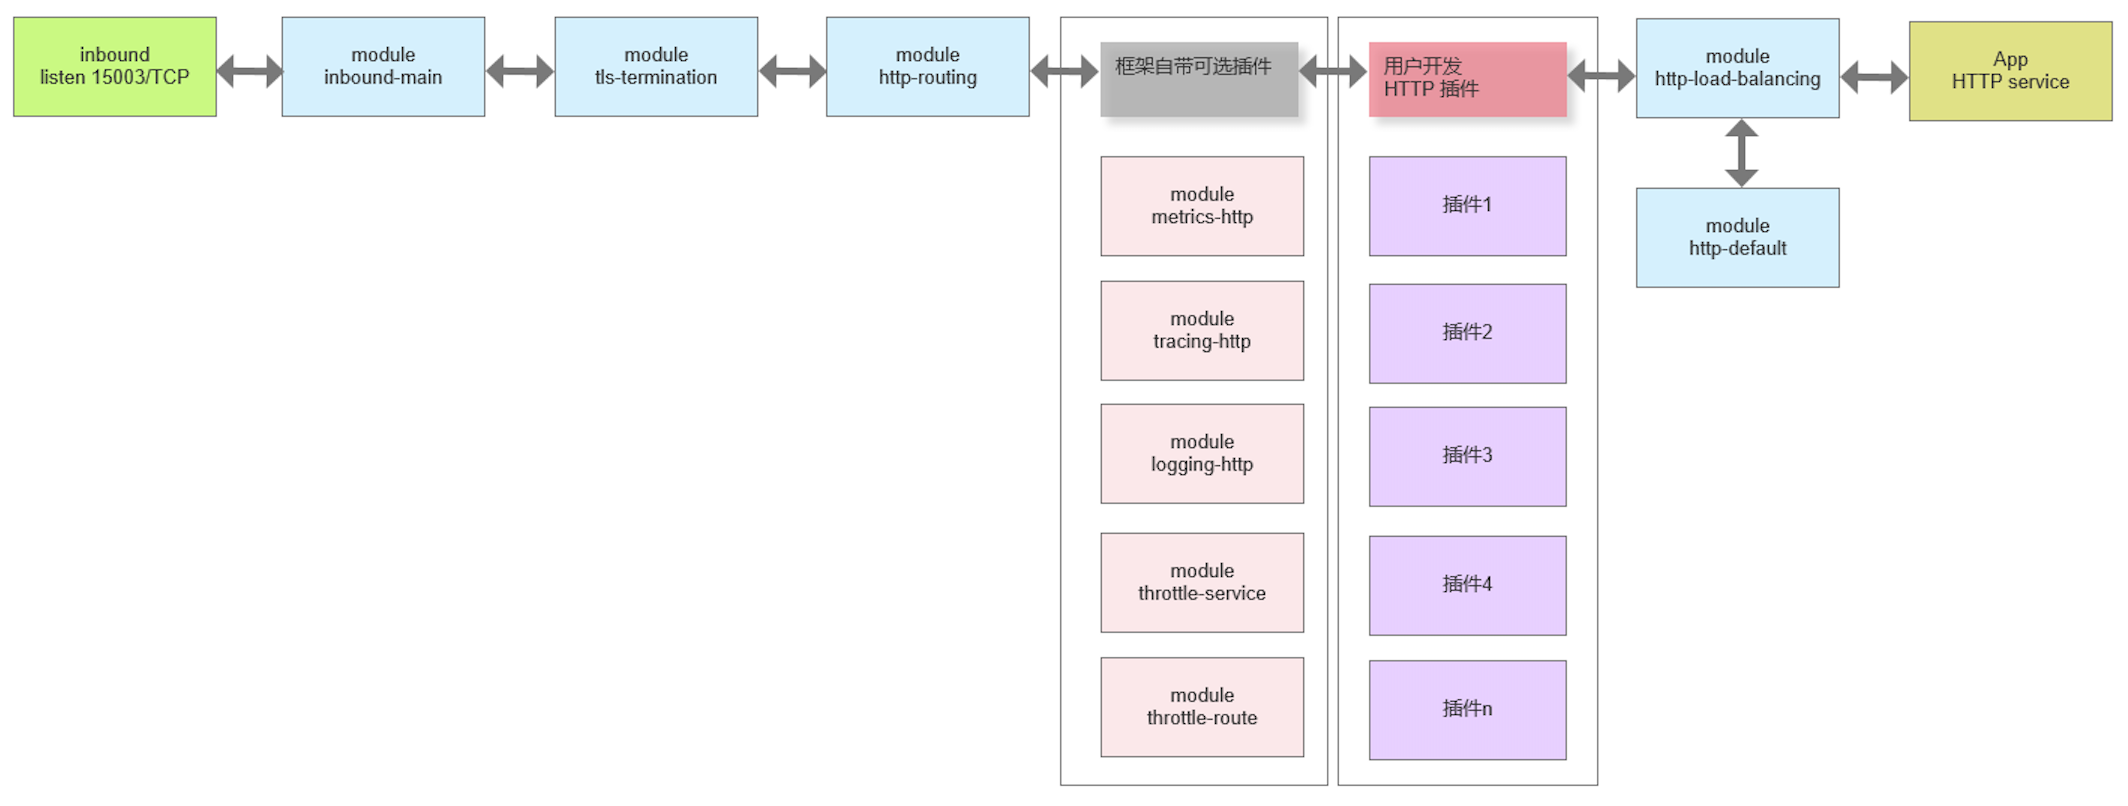 inbound
listen 15003/TCP
module
inbound-main
module
tls-termination
module
http-routing
框架自带可选插件
用户开发
HTTP 插件
module
http-load-balancing
App
HTTP service
module
metrics-http
module
tracing-http
module
logging-http
module
throttle-service
module
throttle-route
插件1
插件2
插件3
插件4
插件n
module
http-default